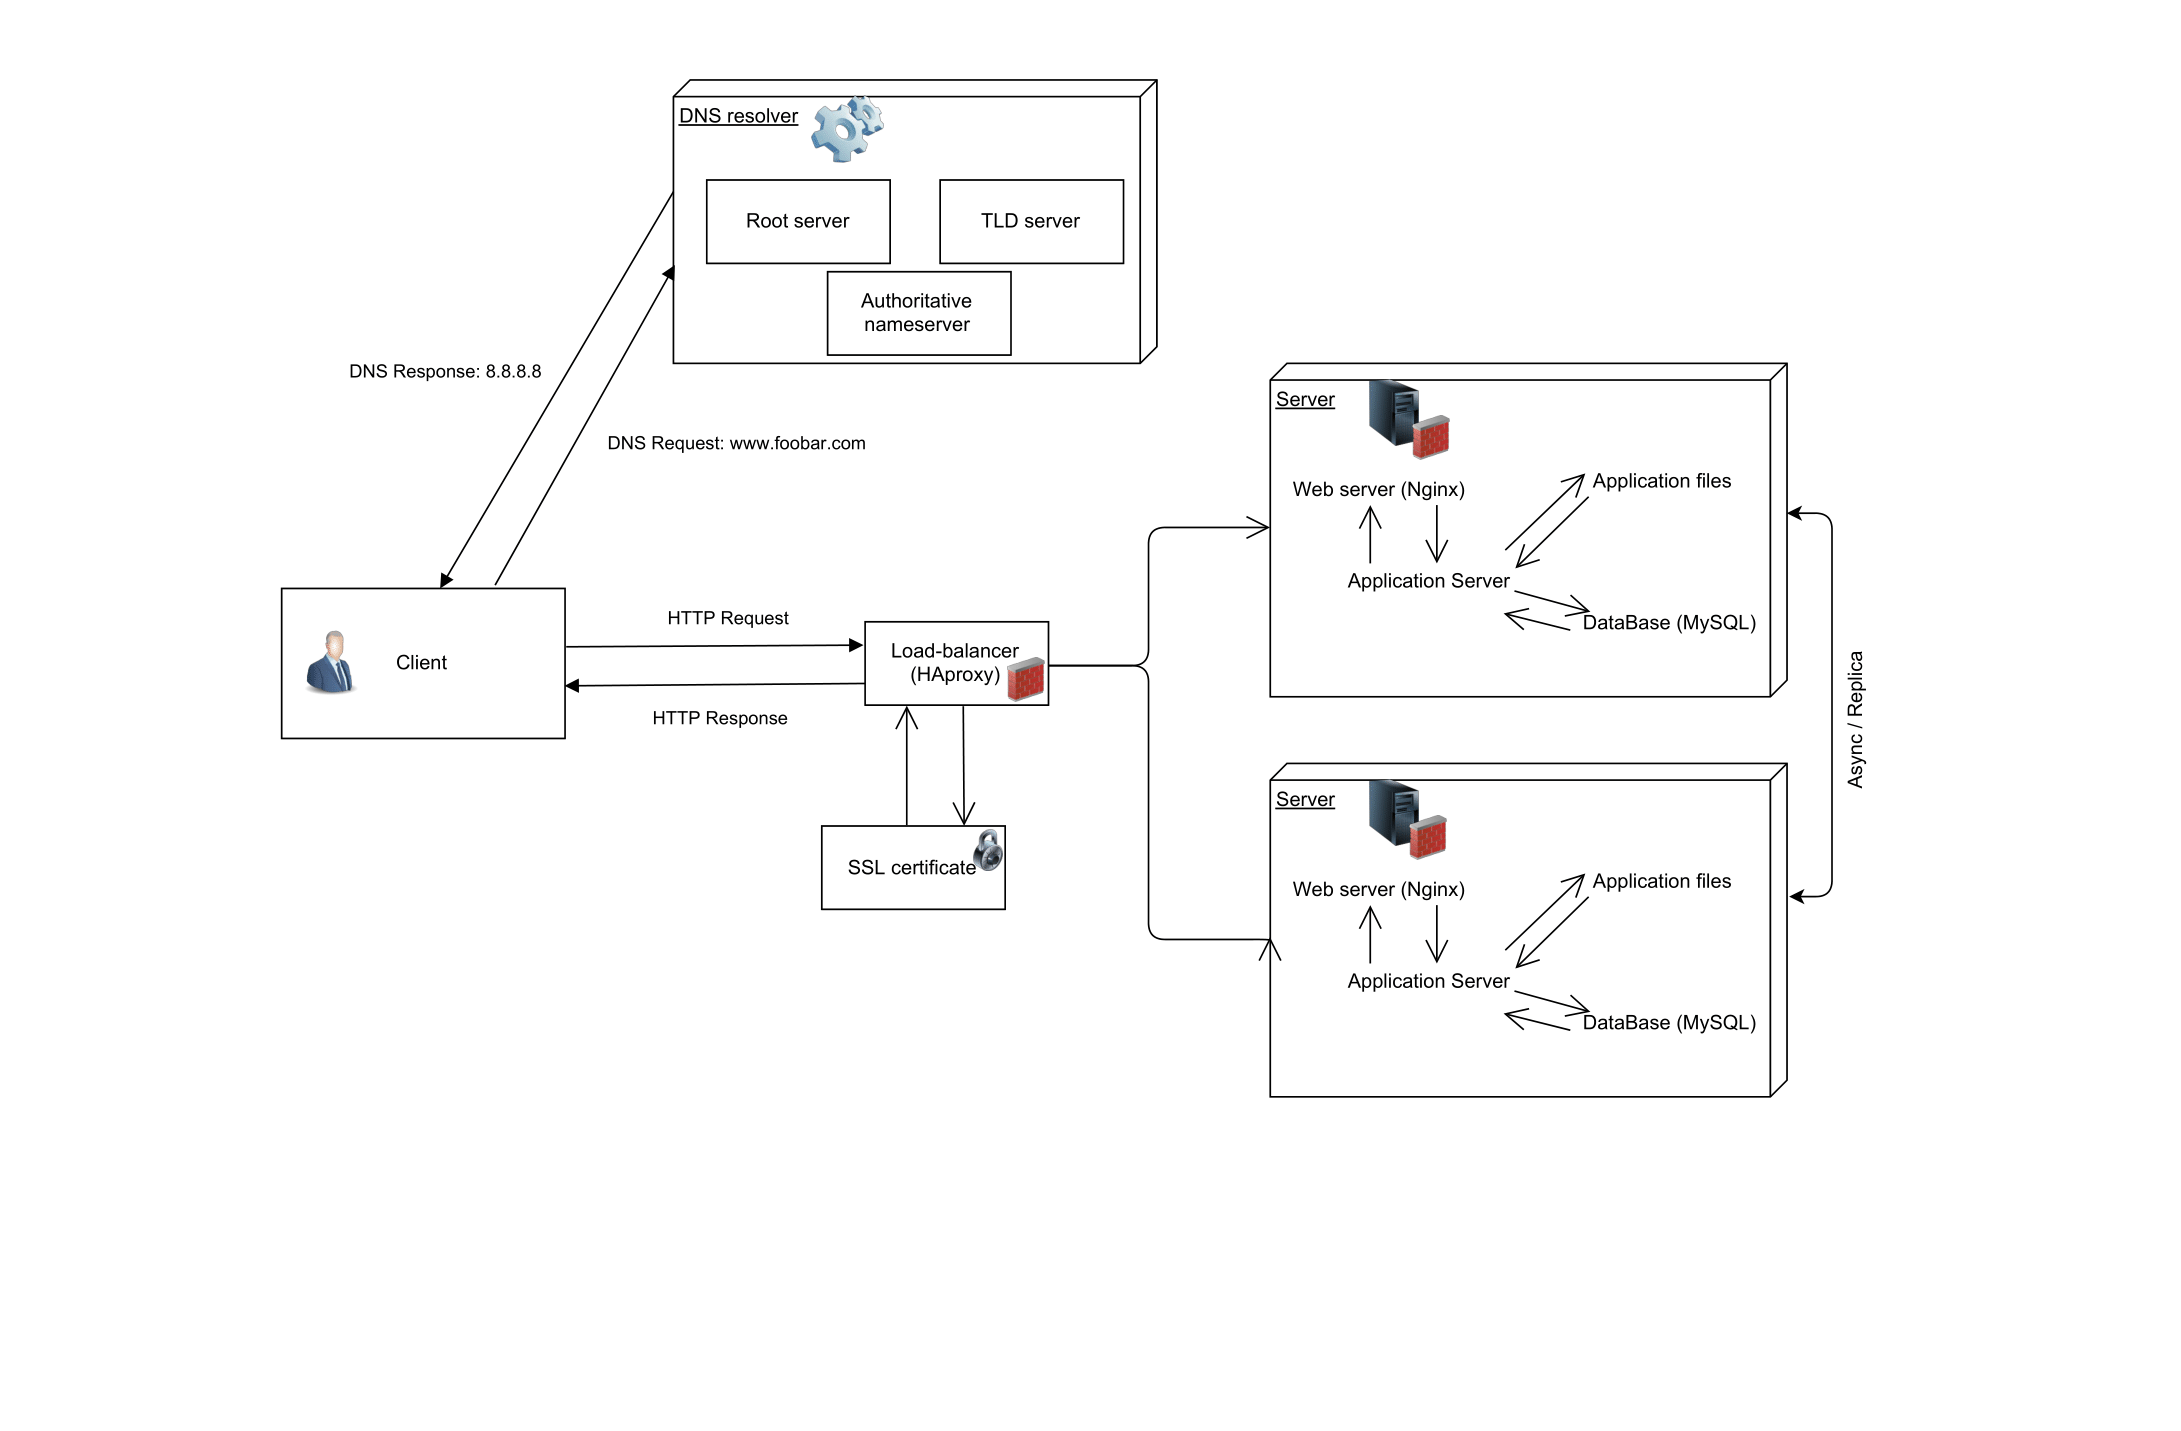 DNS resolver
Root server
TLD server
Authoritative
nameserver
DNS Response: 8.8.8.8
DNS Request: www.foobar.com
Client
HTTP Request
HTTP Response
Load-balancer
(HAproxy)
SSL certificate
Server
Web server (Nginx)
Application files
Application Server
DataBase (MySQL)
Async / Replica
Server
Web server (Nginx)
Application files
Application Server
DataBase (MySQL)